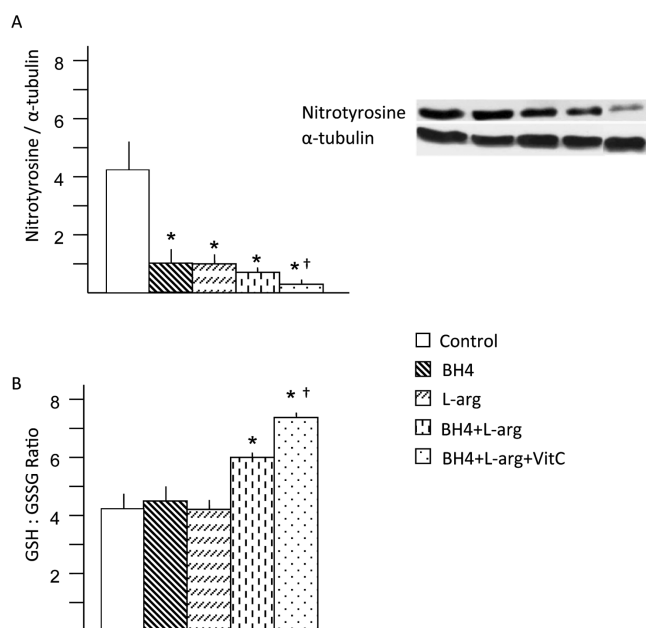 A
Nitrotyrosine / α-tubulin
8
6
4
2
*
*
*
* †
Nitrotyrosine
α-tubulin
Control
BH4
L-arg
BH4+L-arg
BH4+L-arg+VitC
B
GSH : GSSG Ratio
8
6
4
2
*
* †